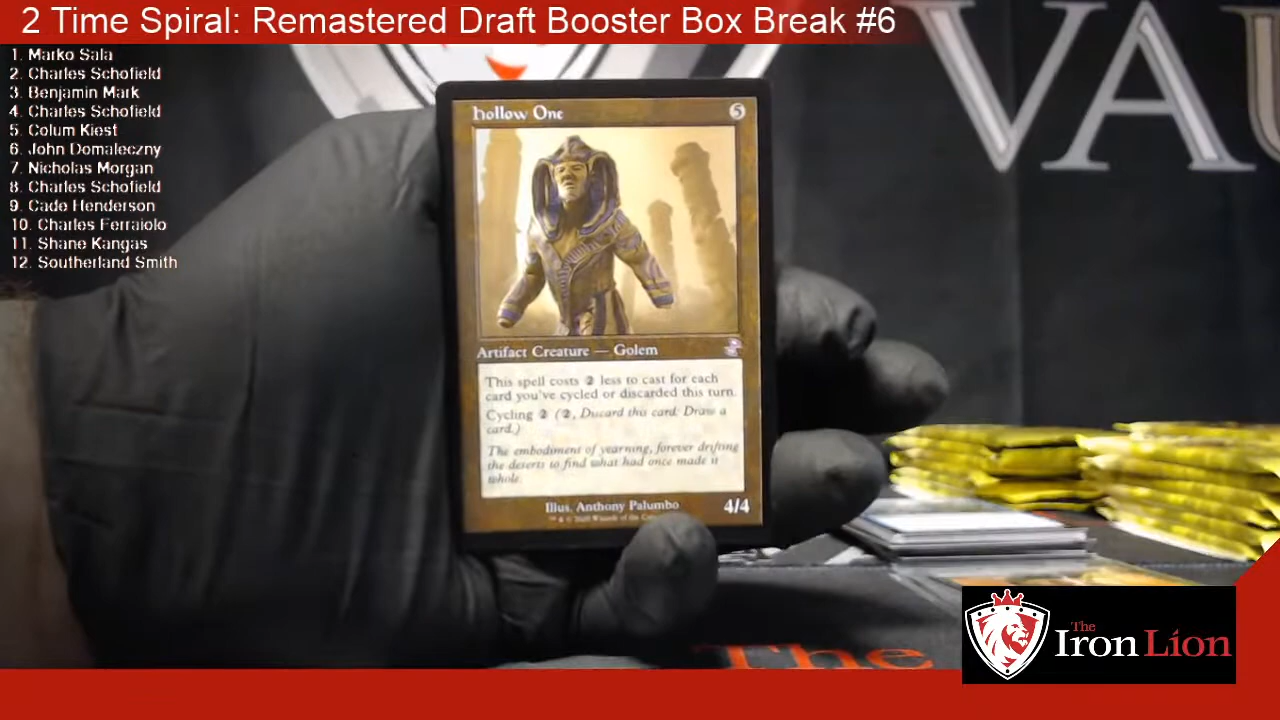 2 Time Spiral: Remastered Draft Booster Box Break #6
1. Marko Sala
2. Charles Schofield
3. Benjamin Mark
4. Charles Schofield
5. Colum Kiest
6. John Domaleczny
7. Nicholas Morgan
8. Charles Schofield
9. Cade Henderson
10. Charles Ferraiolo
11. Shane Kangas
12. Southerland Smith
VAU
Hollow One 5
Artifact Creature — Golem
This spell costs 2 less to cast for each
card you've cycled or discarded this turn.
Cycling 2 (2, Discard this card: Draw a
card.)
The embodiment of yearning, forever drifting
the deserts to find what had once made it
whole.
Illus. Anthony Palumbo
4/4
The
The
Iron Lion